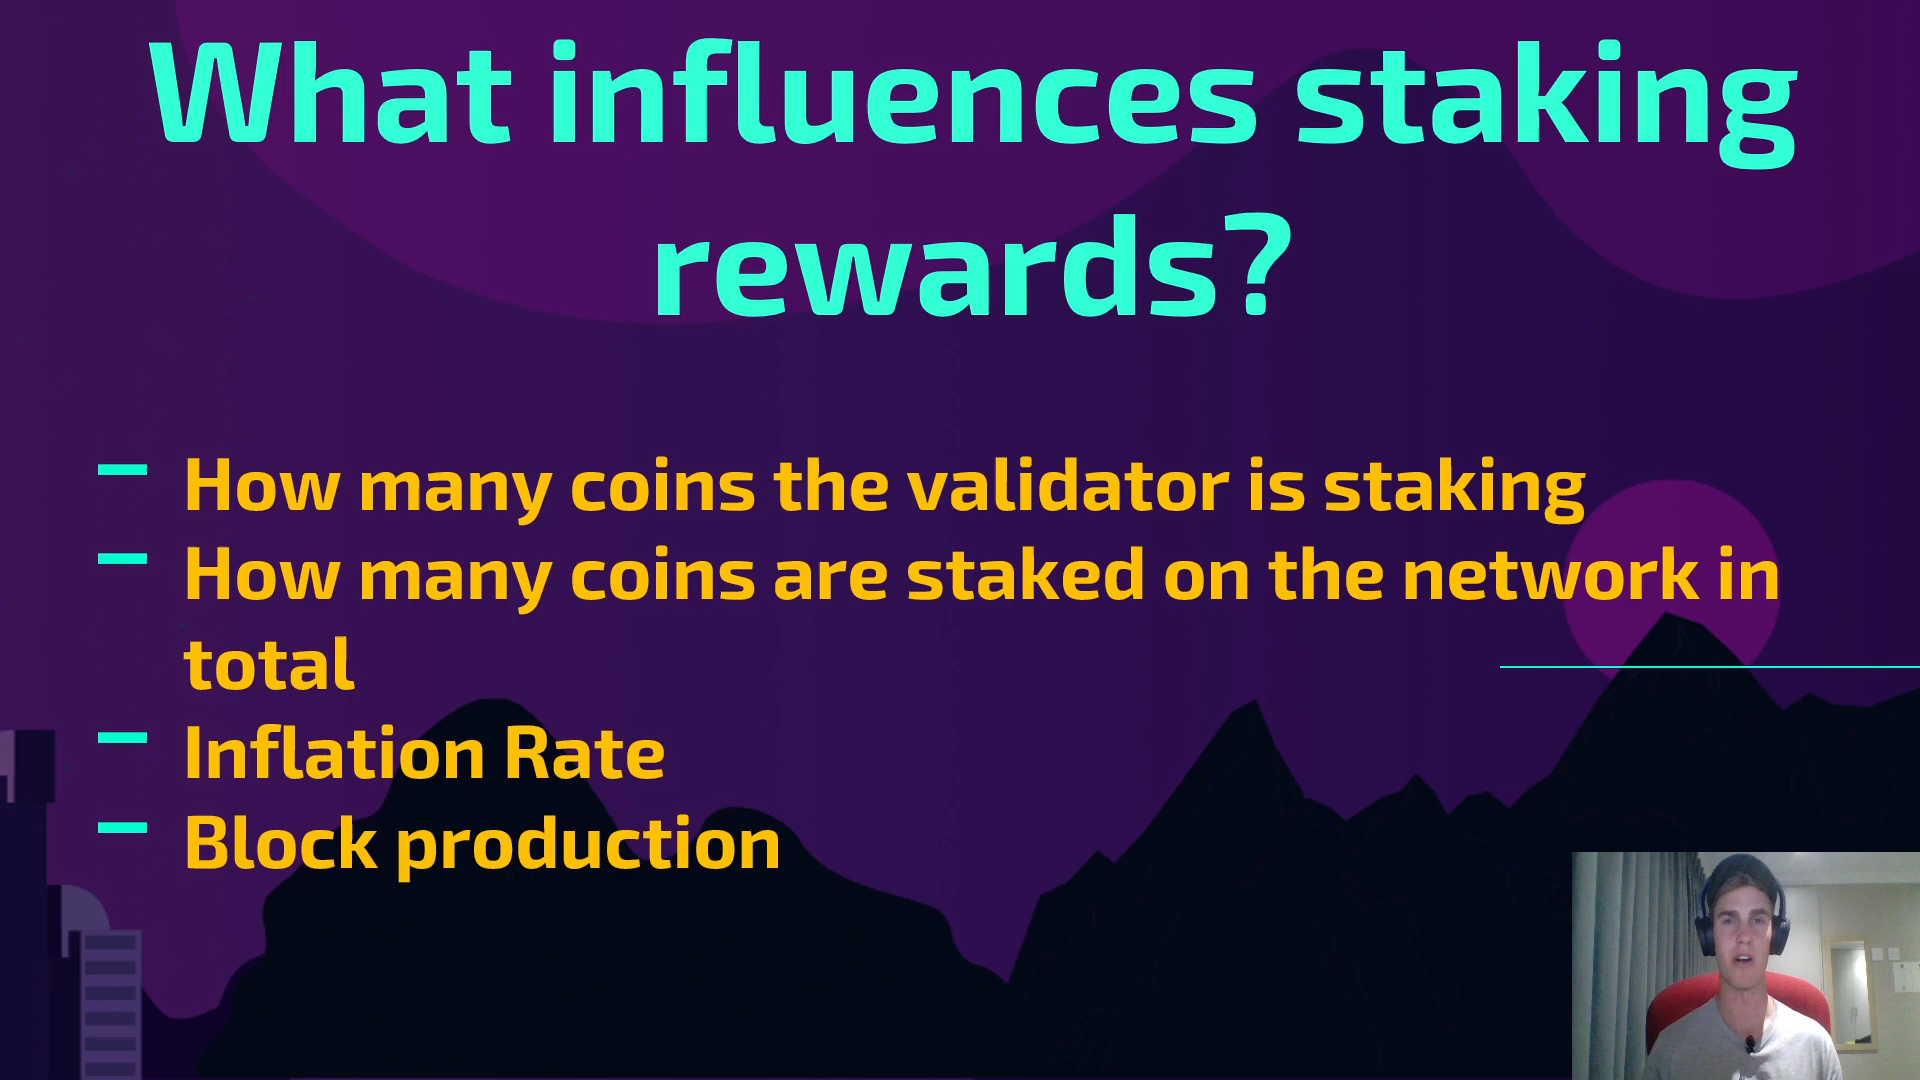 What influences staking
rewards?
How many coins the validator is staking
How many coins are staked on the network in
total
Inflation Rate
Block production